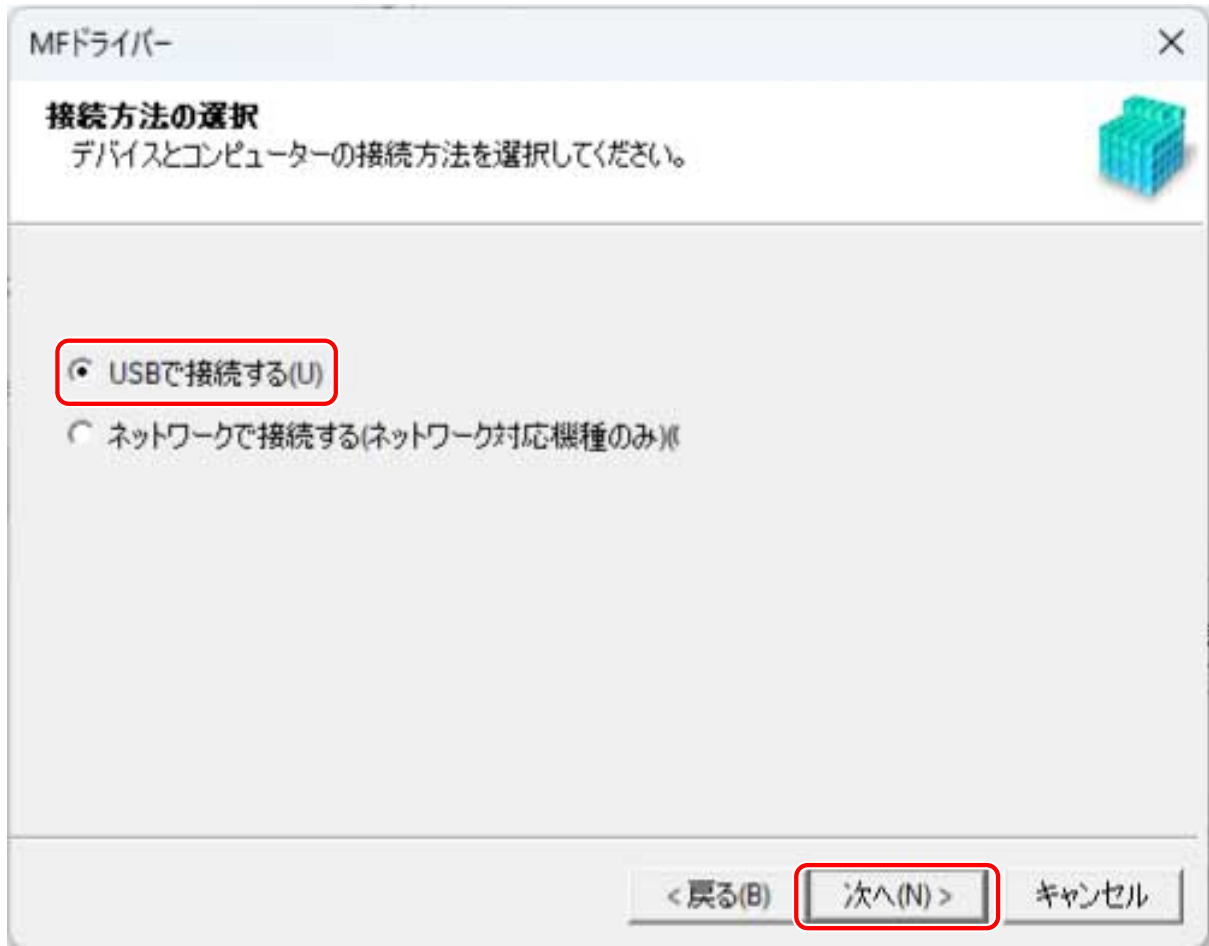 MFドライバー
接続方法の選択
デバイスとコンピューターの接続方法を選択してください。
USBで接続する(U)
ネットワークで接続する(ネットワーク対応機種のみ)(
< 戻る(B) 次へ(N) > キャンセル